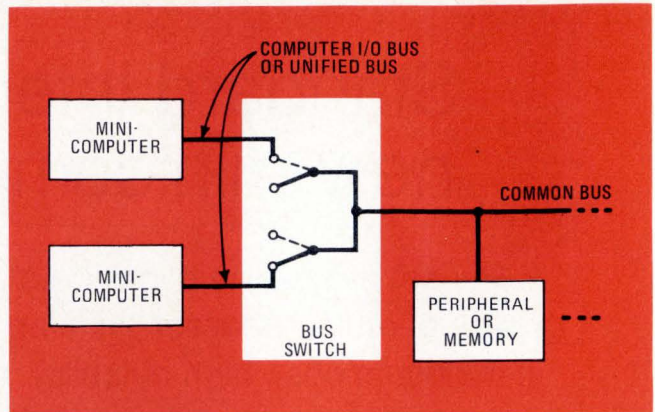 COMPUTER I/O BUS
OR UNIFIED BUS
MINI-
COMPUTER
COMMON BUS
MINI-
COMPUTER
BUS
SWITCH
PERIPHERAL
OR
MEMORY